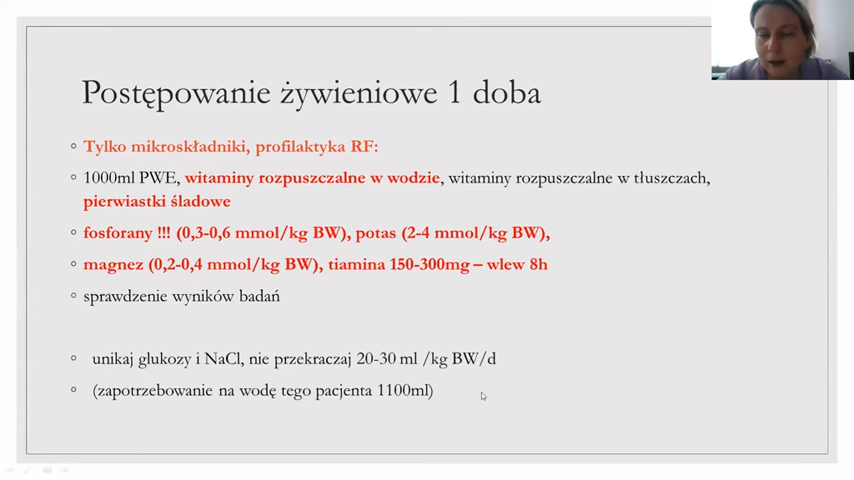 Postępowanie żywieniowe 1 doba
Tylko mikroskładniki, profilaktyka RF:
1000ml PWE, witaminy rozpuszczalne w wodzie, witaminy rozpuszczalne w tłuszczach,
pierwiastki śladowe
fosforany !!! (0,3-0,6 mmol/kg BW), potas (2-4 mmol/kg BW),
magnez (0,2-0,4 mmol/kg BW), tiamina 150-300mg – wlew 8h
sprawdzenie wyników badań
unikaj glukozy i NaCl, nie przekraczaj 20-30 ml /kg BW/d
(zapotrzebowanie na wodę tego pacjenta 1100ml)